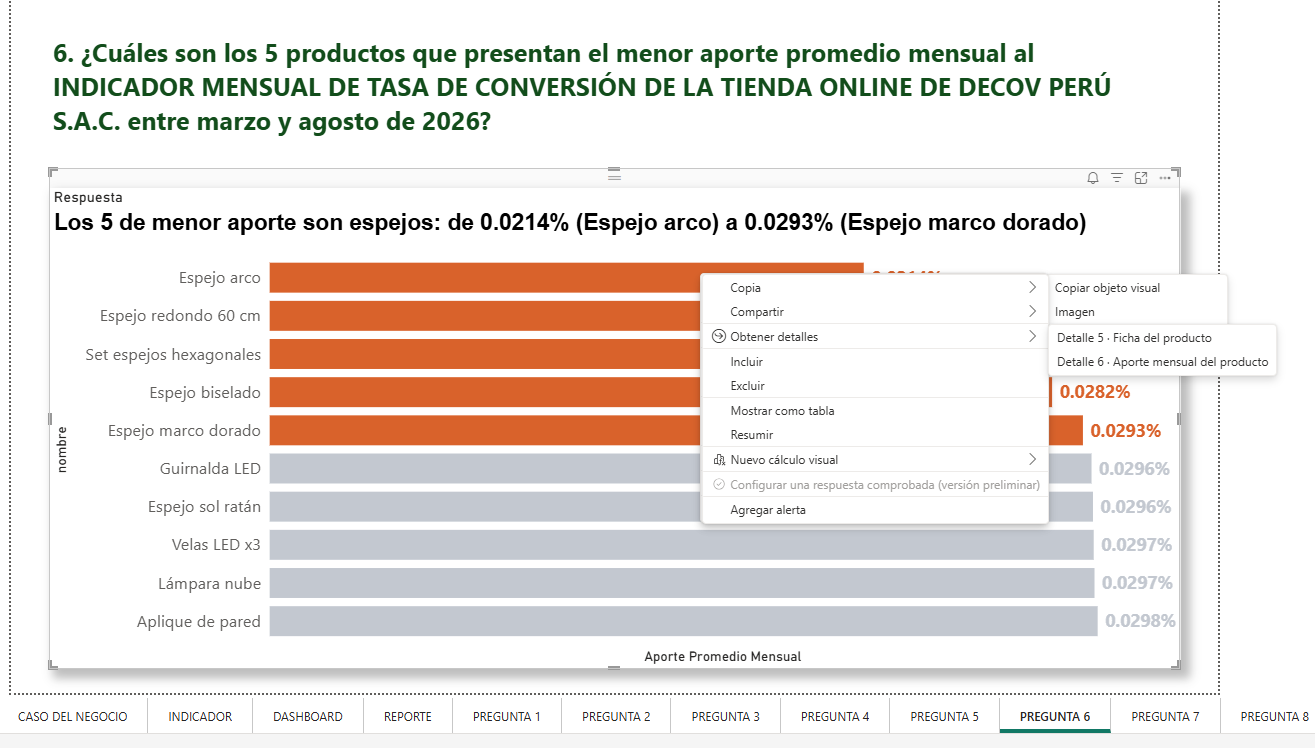 6. ¿Cuáles son los 5 productos que presentan el menor aporte promedio mensual al
INDICADOR MENSUAL DE TASA DE CONVERSIÓN DE LA TIENDA ONLINE DE DECOV PERÚ
S.A.C. entre marzo y agosto de 2026?
Respuesta
Los 5 de menor aporte son espejos: de 0.0214% (Espejo arco) a 0.0293% (Espejo marco dorado)
Espejo arco
Espejo redondo 60 cm
Set espejos hexagonales
Espejo biselado 0.0282%
Espejo marco dorado 0.0293%
Guirnalda LED 0.0296%
Espejo sol ratán 0.0296%
Velas LED x3 0.0297%
Lámpara nube 0.0297%
Aplique de pared 0.0298%
nombre
Aporte Promedio Mensual
Copia
Compartir
Obtener detalles
Incluir
Excluir
Mostrar como tabla
Resumir
Nuevo cálculo visual
Configurar una respuesta comprobada (versión preliminar)
Agregar alerta
Copiar objeto visual
Imagen
Detalle 5 · Ficha del producto
Detalle 6 · Aporte mensual del producto
CASO DEL NEGOCIO INDICADOR DASHBOARD REPORTE PREGUNTA 1 PREGUNTA 2 PREGUNTA 3 PREGUNTA 4 PREGUNTA 5 PREGUNTA 6 PREGUNTA 7 PREGUNTA 8